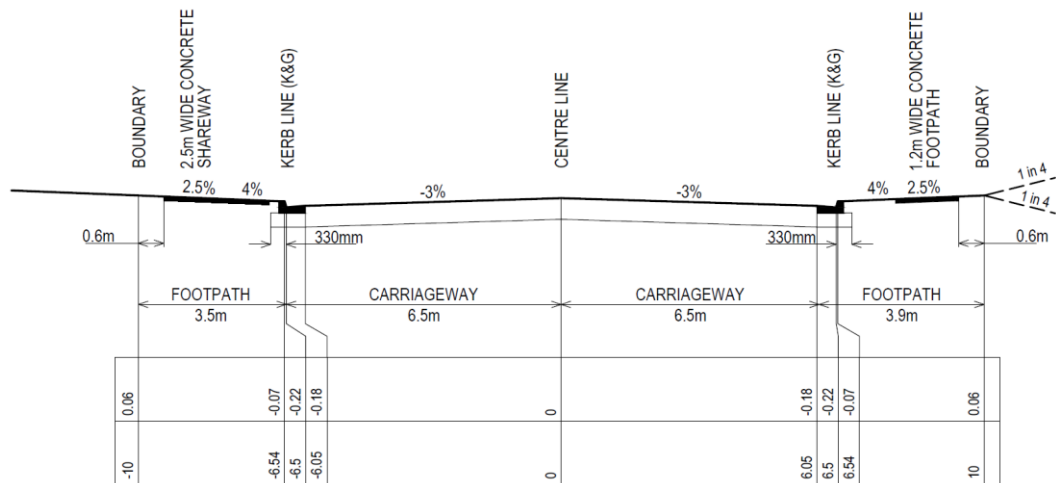 BOUNDARY
2.5m WIDE CONCRETE
SHAREWAY
KERB LINE (K&G)
CENTRE LINE
KERB LINE (K&G)
1.2m WIDE CONCRETE
FOOTPATH
BOUNDARY
2.5%
4%
-3%
-3%
4%
2.5%
1 in 4
1 in 4
0.6m
330mm
330mm
0.6m
FOOTPATH
3.5m
CARRIAGEWAY
6.5m
CARRIAGEWAY
6.5m
FOOTPATH
3.9m
0.06
-0.07
-0.22
-0.18
0
-0.18
-0.22
-0.07
0.06
-10
-6.54
-6.5
-6.05
0
6.05
6.5
6.54
10